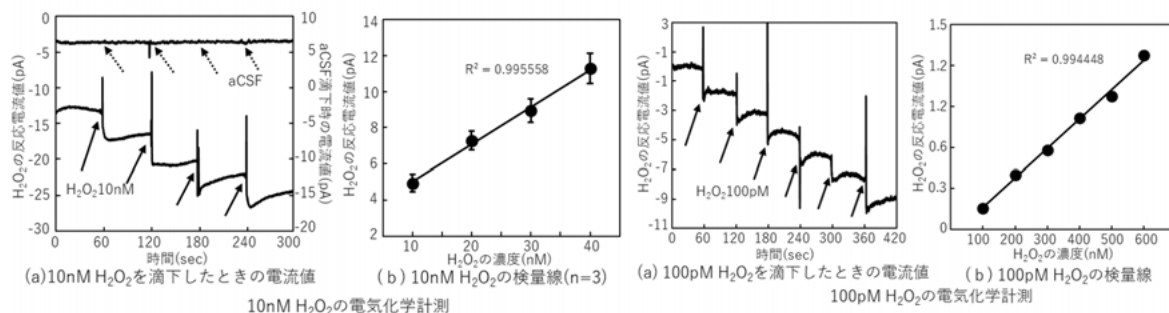 H₂O₂の反応電流値(pA)
0
-5
-10
-15
-20
-25
-30
10
5
0
-5
-10
-15
-20
aCSF滴下時の電流値(pA)
aCSF
H₂O₂10nM
0 60 120 180 240 300
時間(sec)
(a)10nM H₂O₂を滴下したときの電流値
H₂O₂の反応電流値(pA)
14
12
10
8
6
4
2
R² = 0.995558
10 20 30 40
H₂O₂の濃度(nM)
(b) 10nM H₂O₂の検量線(n=3)
10nM H₂O₂の電気化学計測
H₂O₂の反応電流値(pA)
3
1
-1
-3
-5
-7
-9
-11
H₂O₂100pM
0 60 120 180 240 300 360 420
時間(sec)
(a) 100pM H₂O₂を滴下したときの電流値
H₂O₂の反応電流値(pA)
1.5
1.2
1.2
0.6
0.3
0
R² = 0.994448
100 200 300 400 500 600
H₂O₂の濃度(nM)
(b) 100pM H₂O₂の検量線
100pM H₂O₂の電気化学計測